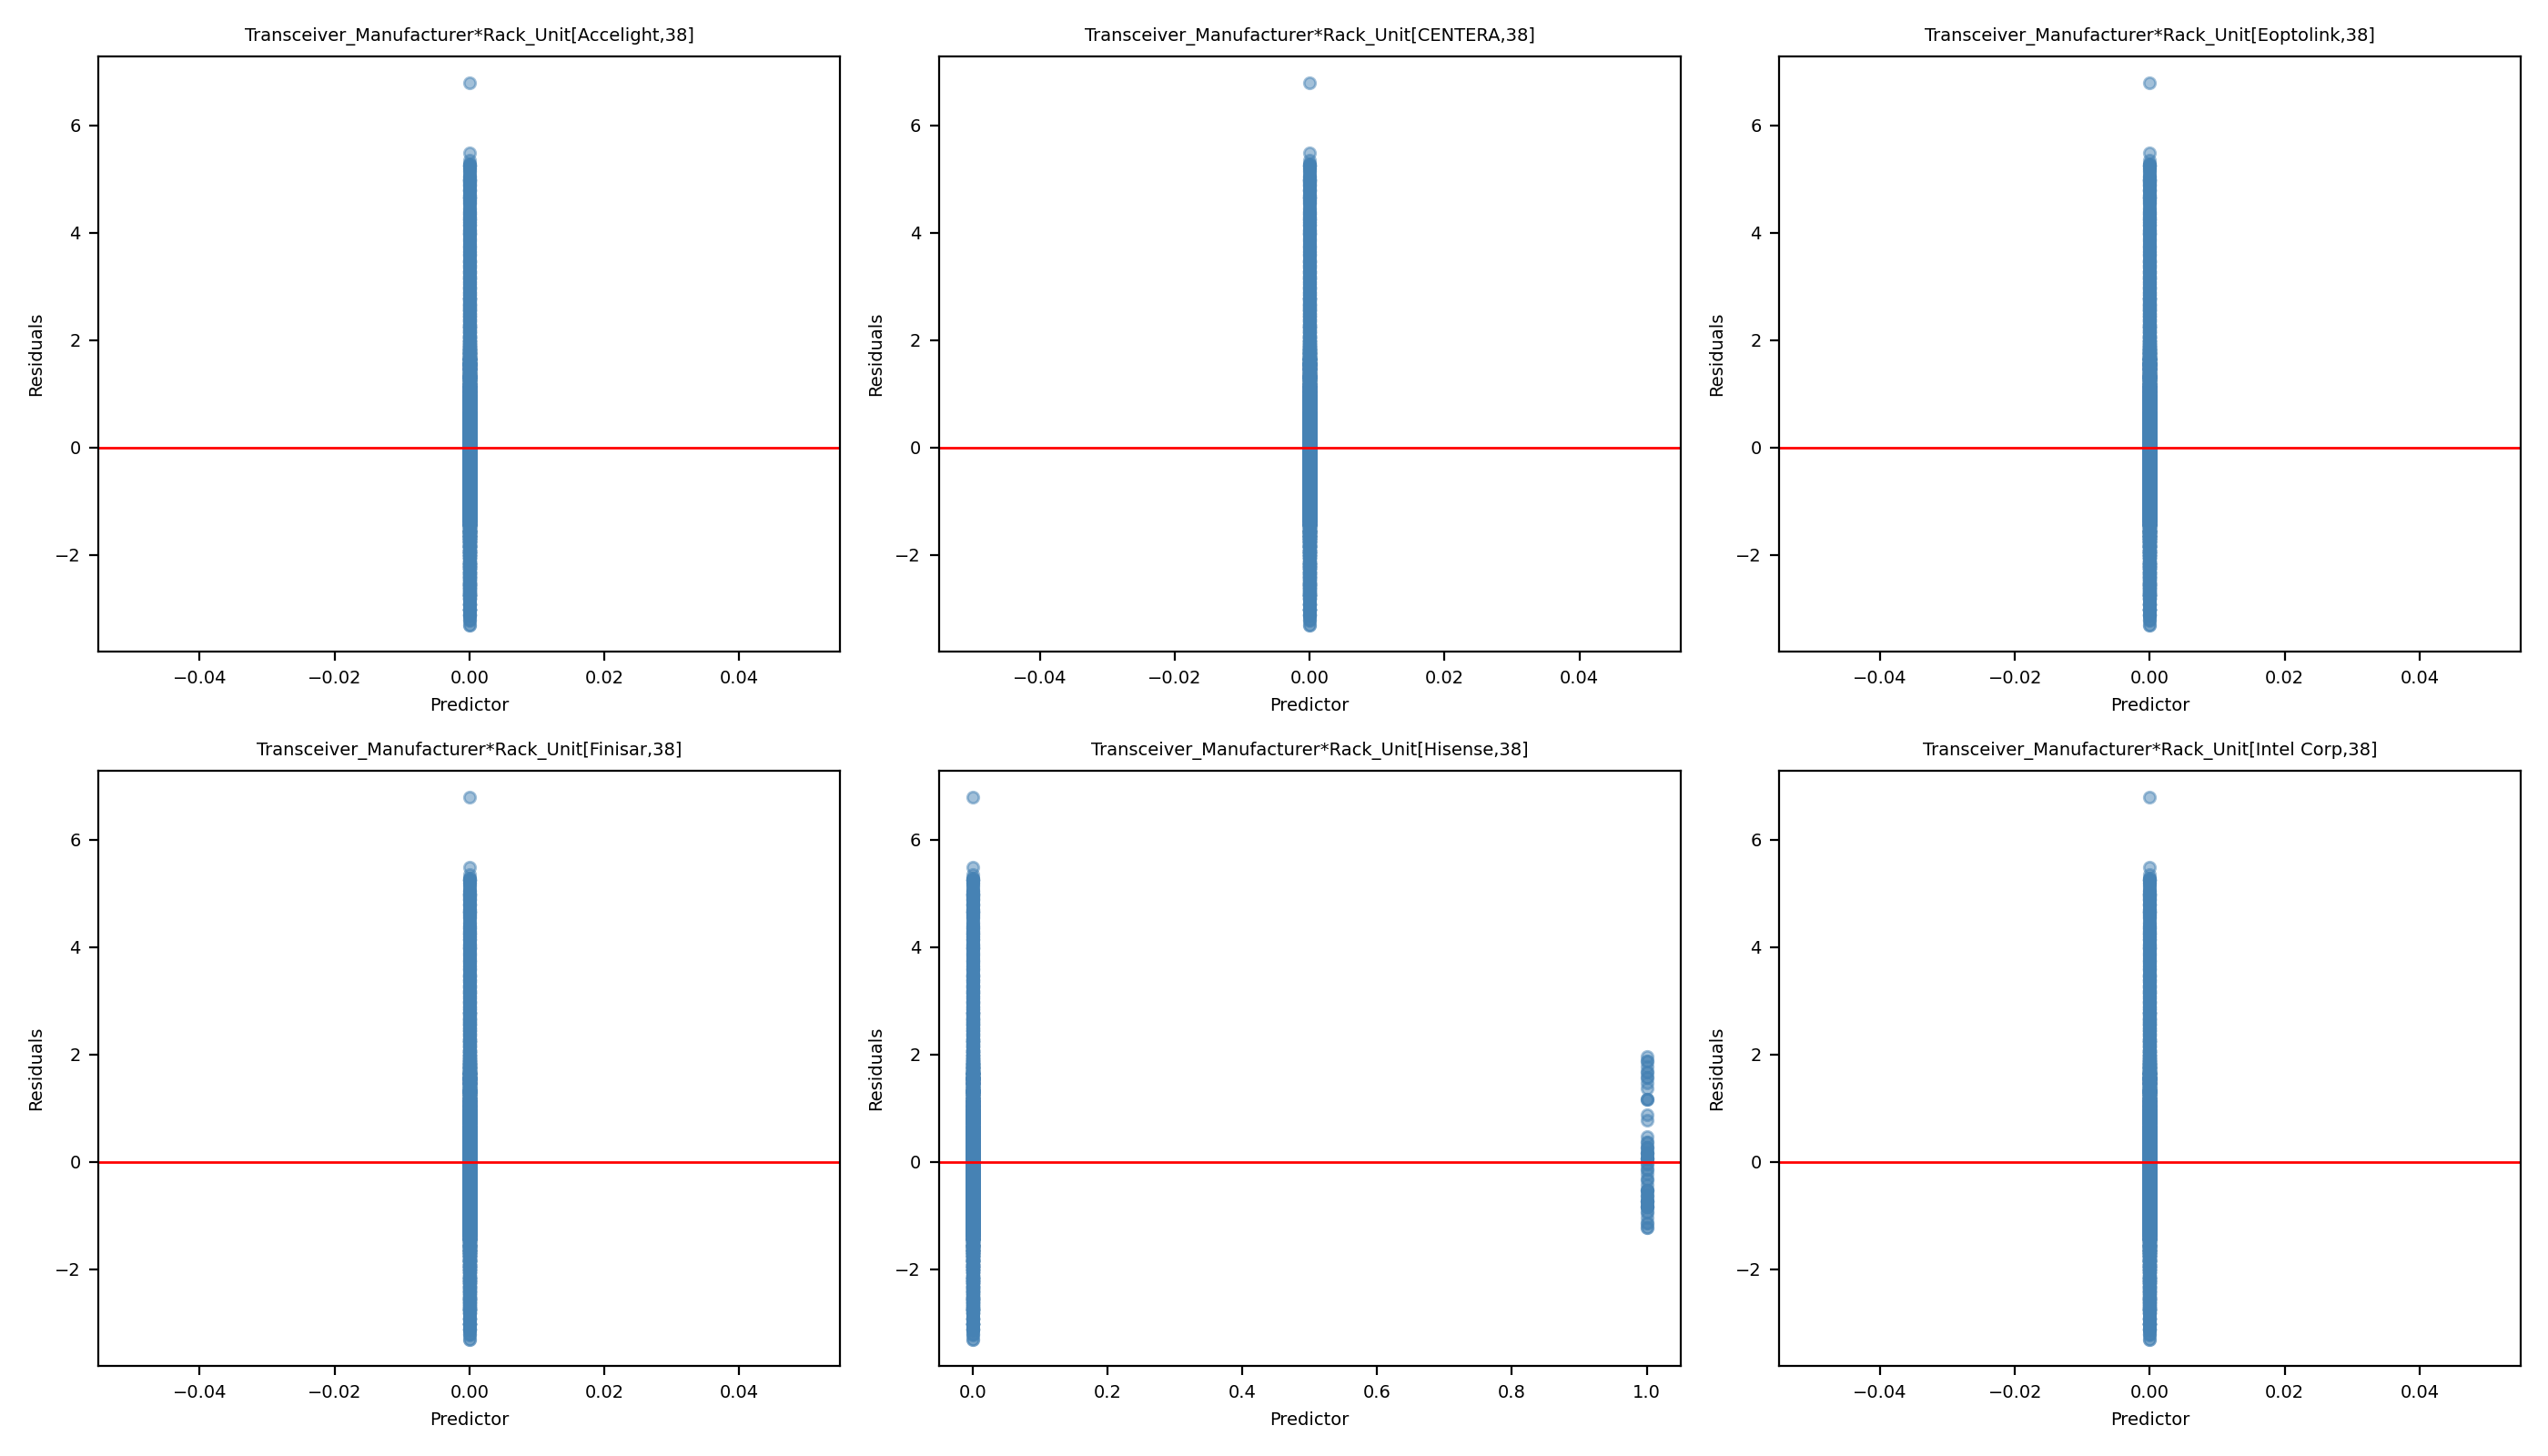 Transceiver_Manufacturer*Rack_Unit[Accelight,38]
6
4
2
0
−2
Residuals
−0.04 −0.02 0.00 0.02 0.04
Predictor
Transceiver_Manufacturer*Rack_Unit[CENTERA,38]
6
4
2
0
−2
Residuals
−0.04 −0.02 0.00 0.02 0.04
Predictor
Transceiver_Manufacturer*Rack_Unit[Eoptolink,38]
6
4
2
0
−2
Residuals
−0.04 −0.02 0.00 0.02 0.04
Predictor
Transceiver_Manufacturer*Rack_Unit[Finisar,38]
6
4
2
0
−2
Residuals
−0.04 −0.02 0.00 0.02 0.04
Predictor
Transceiver_Manufacturer*Rack_Unit[Hisense,38]
6
4
2
0
−2
Residuals
0.0 0.2 0.4 0.6 0.8 1.0
Predictor
Transceiver_Manufacturer*Rack_Unit[Intel Corp,38]
6
4
2
0
−2
Residuals
−0.04 −0.02 0.00 0.02 0.04
Predictor